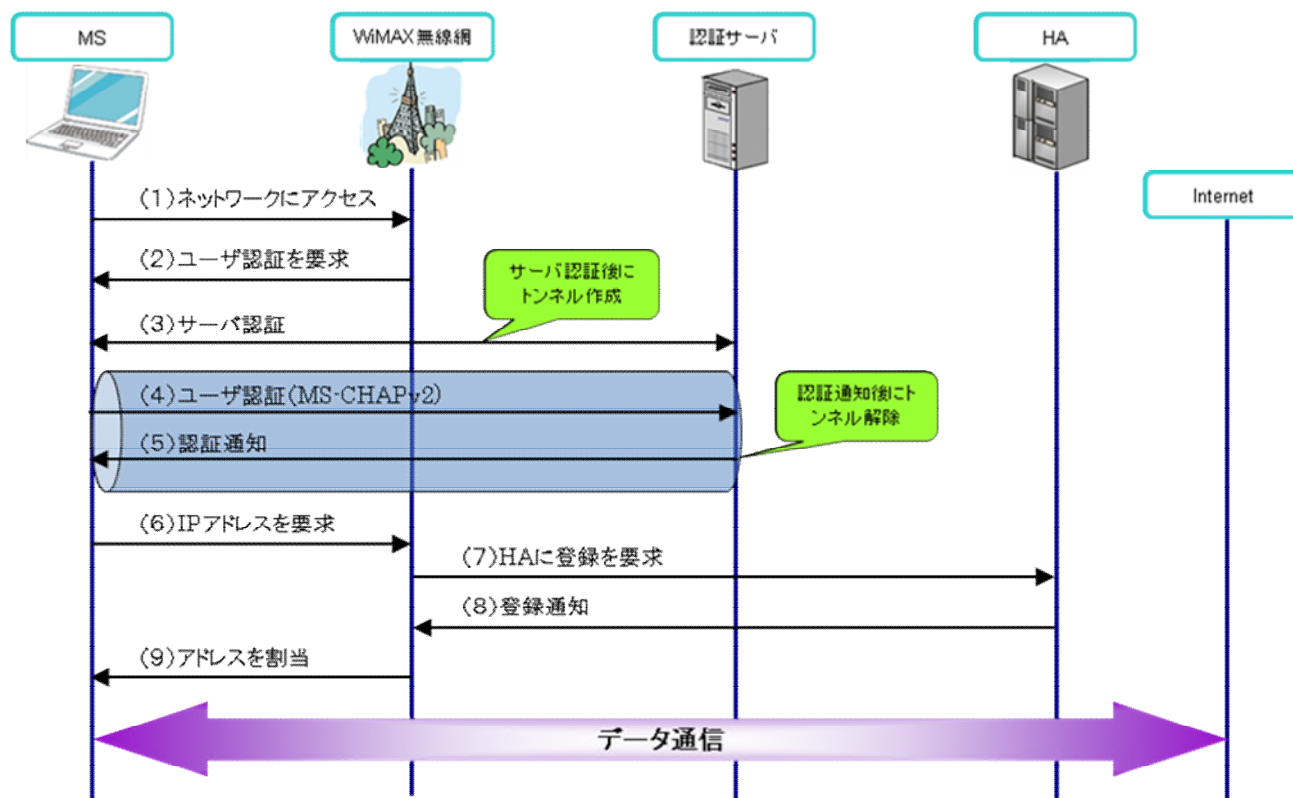 MS
WiMAX無線網
認証サーバ
HA
Internet
(1)ネットワークにアクセス
(2)ユーザ認証を要求
サーバ認証後に
トンネル作成
(3)サーバ認証
(4)ユーザ認証(MS-CHAPv2)
認証通知後にト
ンネル解除
(5)認証通知
(6)IPアドレスを要求
(7)HAに登録を要求
(8)登録通知
(9)アドレスを割当
データ通信